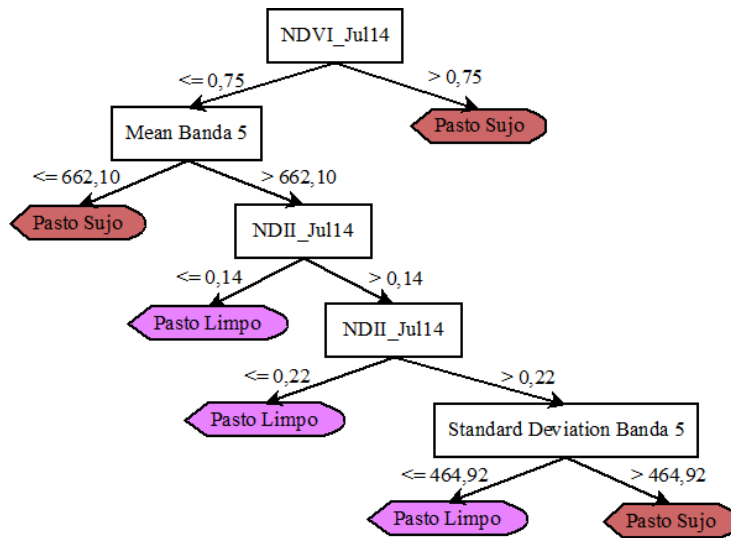 NDVI_Jul14
<= 0,75
> 0,75
Mean Banda 5
Pasto Sujo
<= 662,10
> 662,10
Pasto Sujo
NDII_Jul14
<= 0,14
> 0,14
Pasto Limpo
NDII_Jul14
<= 0,22
> 0,22
Pasto Limpo
Standard Deviation Banda 5
<= 464,92
> 464,92
Pasto Limpo
Pasto Sujo